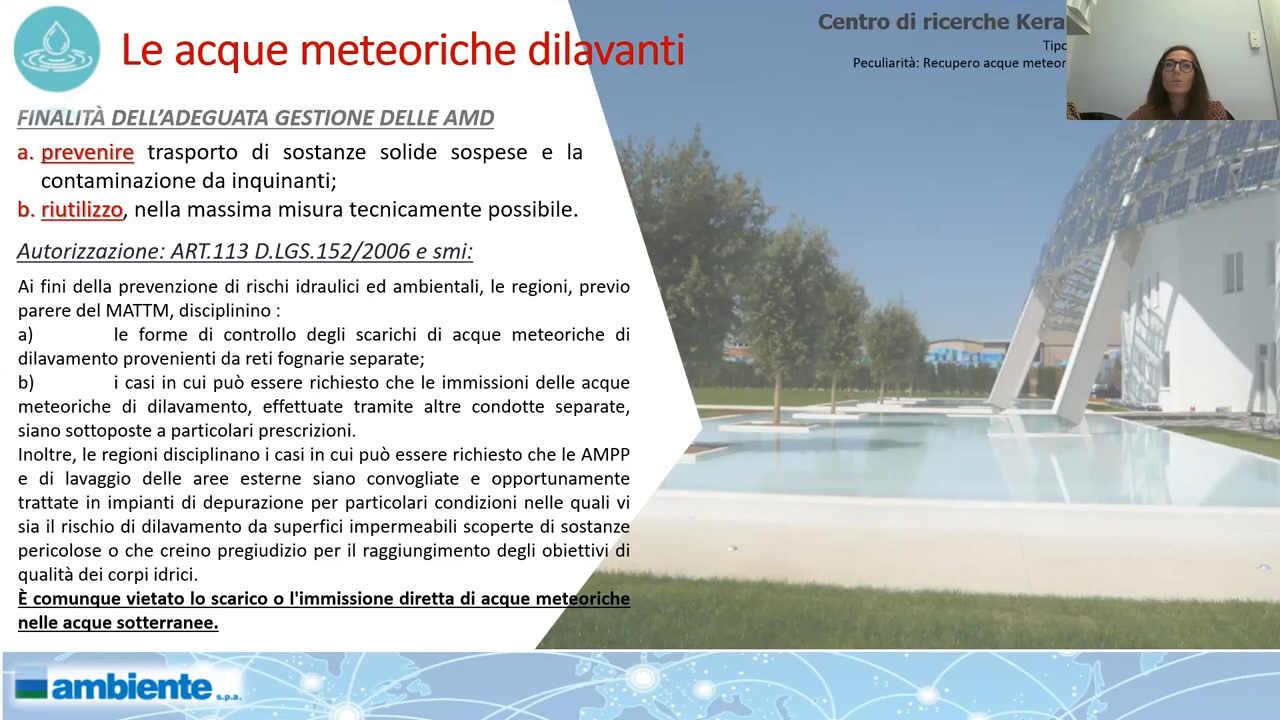 Le acque meteoriche dilavanti
Centro di ricerche Kera
Tipo
Peculiarità: Recupero acque meteor
FINALITÀ DELL'ADEGUATA GESTIONE DELLE AMD
a. prevenire trasporto di sostanze solide sospese e la
contaminazione da inquinanti;
b. riutilizzo, nella massima misura tecnicamente possibile.
Autorizzazione: ART.113 D.LGS.152/2006 e smi:
Ai fini della prevenzione di rischi idraulici ed ambientali, le regioni, previo
parere del MATTM, disciplinino :
a) le forme di controllo degli scarichi di acque meteoriche di
dilavamento provenienti da reti fognarie separate;
b) i casi in cui può essere richiesto che le immissioni delle acque
meteoriche di dilavamento, effettuate tramite altre condotte separate,
siano sottoposte a particolari prescrizioni.
Inoltre, le regioni disciplinano i casi in cui può essere richiesto che le AMPP
e di lavaggio delle aree esterne siano convogliate e opportunamente
trattate in impianti di depurazione per particolari condizioni nelle quali vi
sia il rischio di dilavamento da superfici impermeabili scoperte di sostanze
pericolose o che creino pregiudizio per il raggiungimento degli obiettivi di
qualità dei corpi idrici.
È comunque vietato lo scarico o l'immissione diretta di acque meteoriche
nelle acque sotterranee.
ambiente s.p.a.